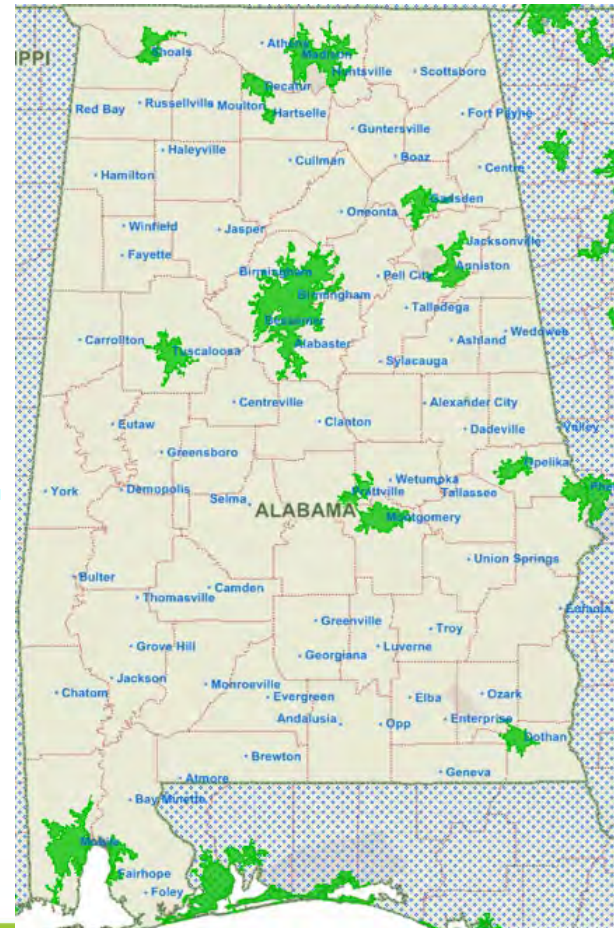 Athens
Shoals
Madison
IPPI
Huntsville
Scottsboro
Decatur
Red Bay
Russellville
Moulton
Hartselle
Fort Payne
Guntersville
Haleyville
Boaz
Cullman
Centre
Hamilton
Gadsden
Oneonta
Winfield
Jasper
Jacksonville
Fayette
Anniston
Birmingham
Pell City
Birmingham
Talladega
Bessemer
Wedowee
Carrollton
Alabaster
Ashland
Tuscaloosa
Sylacauga
Centreville
Alexander City
Clanton
Eutaw
Dadeville
Valley
Greensboro
Opelika
Wetumpka
York
Demopolis
Prattville
Tallassee
Phe
Selma
ALABAMA
Montgomery
Union Springs
Butler
Camden
Thomasville
Eufaula
Greenville
Troy
Grove Hill
Luverne
Georgiana
Jackson
Monroeville
Chatom
Evergreen
Elba
Ozark
Andalusia
Opp
Enterprise
Dothan
Brewton
Geneva
Atmore
Bay Minette
Mobile
Fairhope
Foley